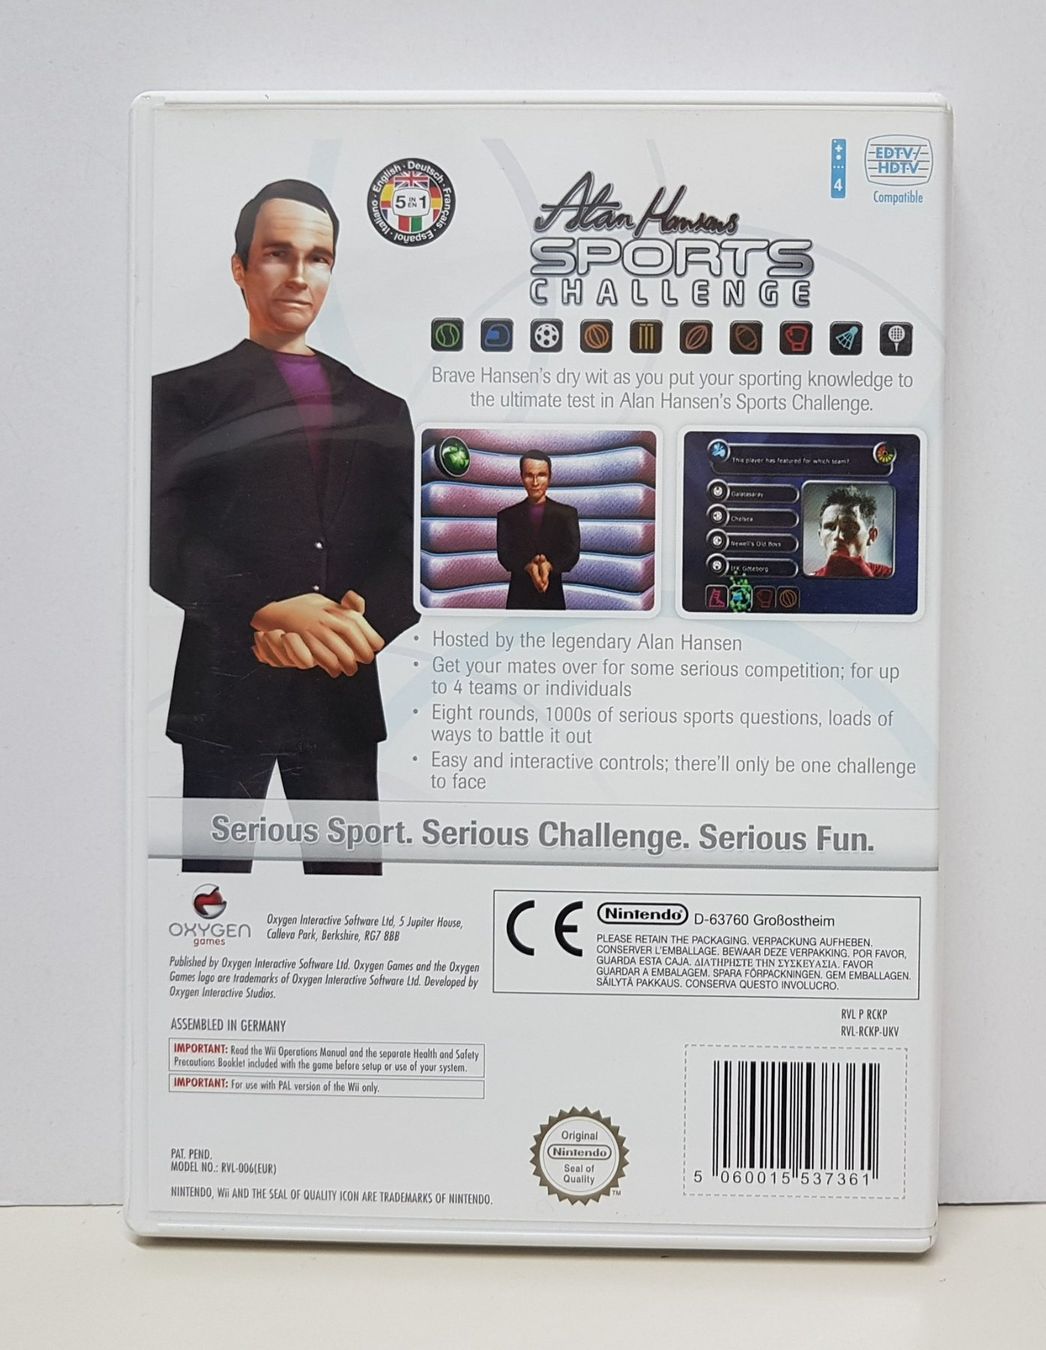 English · Deutsch · Français · Español · Italiano
5 IN EN 1
4
EDTV/
HDTV
Compatible
Alan Hansens
SPORTS
CHALLENGE
Brave Hansen's dry wit as you put your sporting knowledge to
the ultimate test in Alan Hansen's Sports Challenge.
This player has featured for which team?
Galatasaray
Chelsea
Newell's Old Boys
IFK Göteborg
• Hosted by the legendary Alan Hansen
• Get your mates over for some serious competition; for up
to 4 teams or individuals
• Eight rounds, 1000s of serious sports questions, loads of
ways to battle it out
• Easy and interactive controls; there'll only be one challenge
to face
Serious Sport. Serious Challenge. Serious Fun.
OXYGEN
games
Oxygen Interactive Software Ltd, 5 Jupiter House,
Calleva Park, Berkshire, RG7 8BB
Published by Oxygen Interactive Software Ltd. Oxygen Games and the Oxygen
Games logo are trademarks of Oxygen Interactive Software Ltd. Developed by
Oxygen Interactive Studios.
ASSEMBLED IN GERMANY
IMPORTANT: Read the Wii Operations Manual and the separate Health and Safety
Precautions Booklet included with the game before setup or use of your system.
IMPORTANT: For use with PAL version of the Wii only.
PAT. PEND.
MODEL NO.: RVL-006(EUR)
NINTENDO, Wii AND THE SEAL OF QUALITY ICON ARE TRADEMARKS OF NINTENDO.
CE
Nintendo D-63760 Großostheim
PLEASE RETAIN THE PACKAGING. VERPACKUNG AUFHEBEN.
CONSERVER L'EMBALLAGE. BEWAAR DEZE VERPAKKING. POR FAVOR,
GUARDA ESTA CAJA. ΔΙΑΤΗΡΗΣΤΕ ΤΗΝ ΣΥΣΚΕΥΑΣΙΑ. FAVOR
GUARDAR A EMBALAGEM. SPARA FÖRPACKNINGEN. GEM EMBALLAGEN.
SÄILYTÄ PAKKAUS. CONSERVA QUESTO INVOLUCRO.
RVL P RCKP
RVL-RCKP-UKV
Original
Nintendo
Seal of
Quality
TM
5 060015 537361